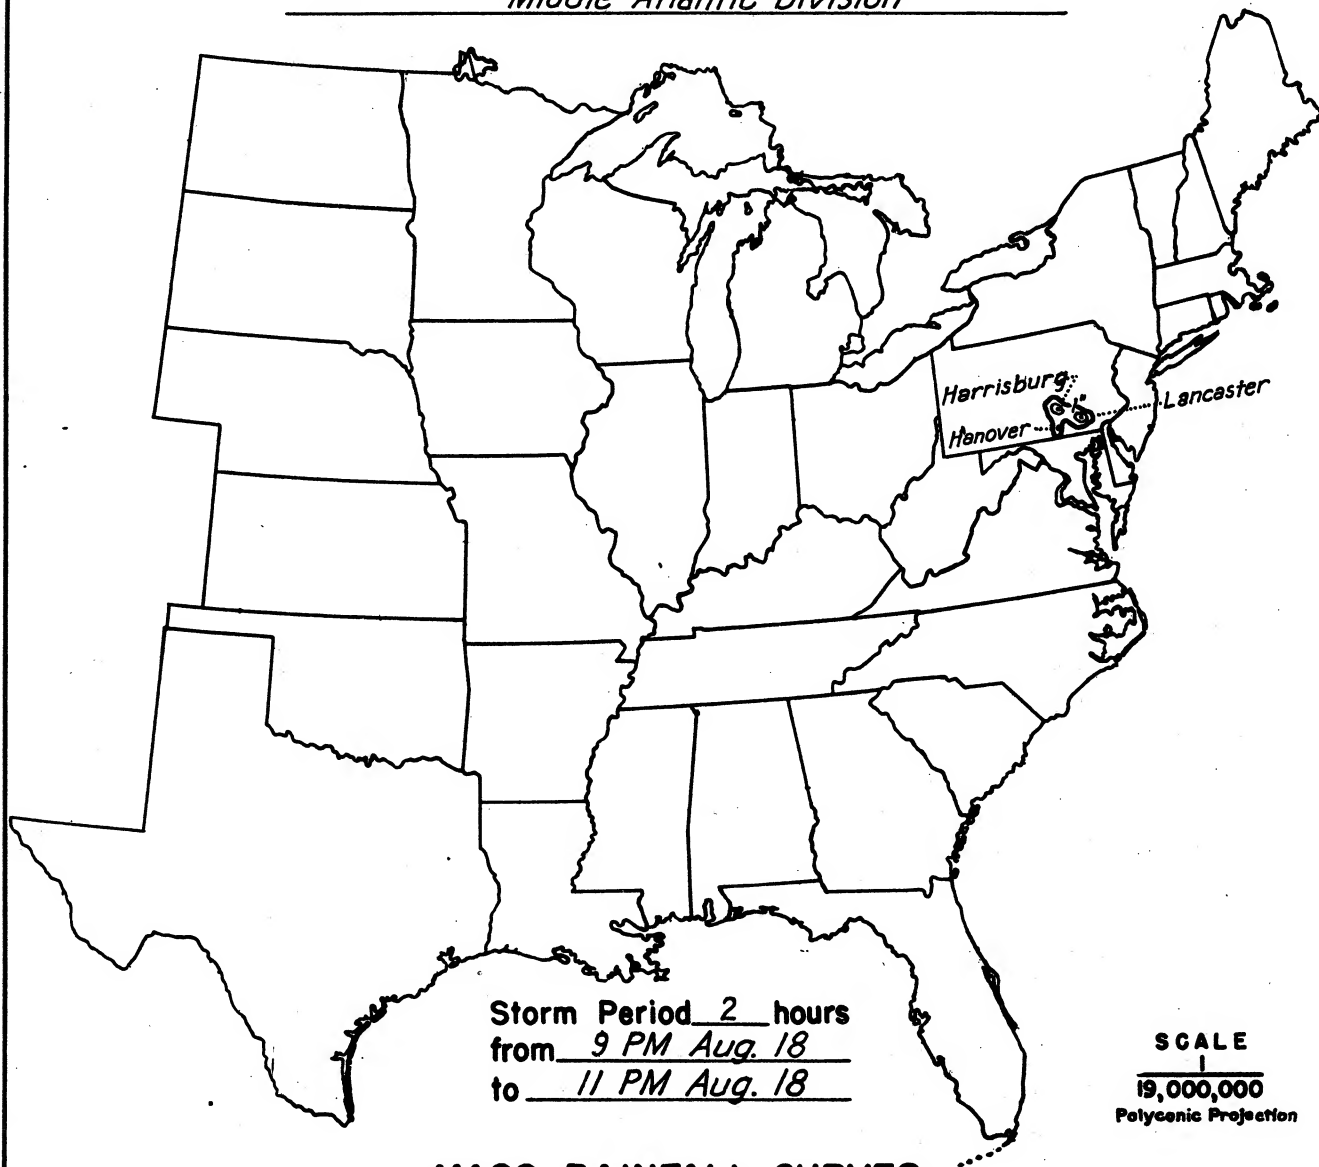 Middle Atlantic Division
Harrisburg
1"
Lancaster
Hanover
Storm Period 2 hours
from 9 PM Aug. 18
to 11 PM Aug. 18
SCALE
1
19,000,000
Polyconic Projection
MASS RAINFALL CURVES